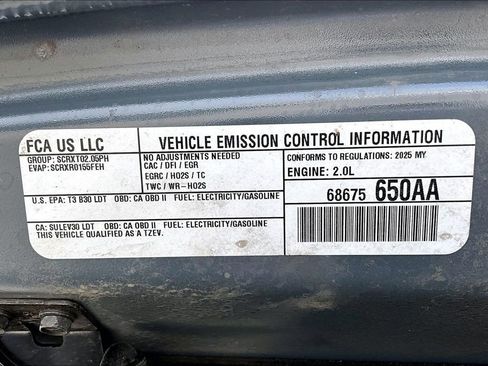 FCA US LLC
GROUP: SCRXT02.05PH
EVAP: SCRXR0155FEH
VEHICLE EMISSION CONTROL INFORMATION
NO ADJUSTMENTS NEEDED
CAC / DFI / EGR
EGRC / HO2S / TC
TWC / WR-HO2S
CONFORMS TO REGULATIONS: 2025 MY
ENGINE: 2.0L
68675 650AA
U.S. EPA: T3 B30 LDT OBD: CA OBD II FUEL: ELECTRICITY/GASOLINE
CA: SULEV30 LDT OBD: CA OBD II FUEL: ELECTRICITY/GASOLINE
THIS VEHICLE QUALIFIED AS A TZEV.